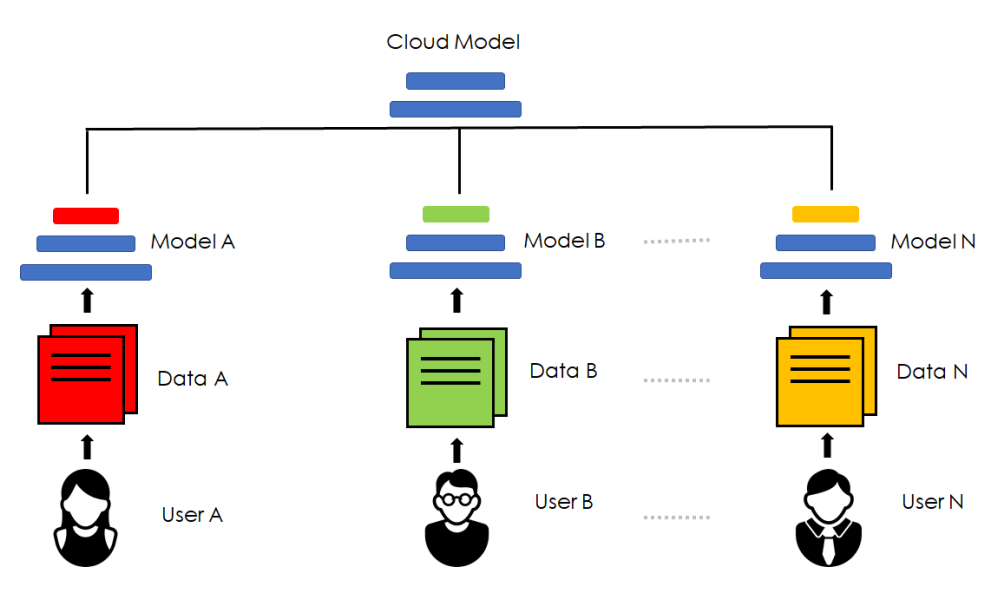 Cloud Model
Model A
Model B
Model N
Data A
Data B
Data N
User A
User B
User N